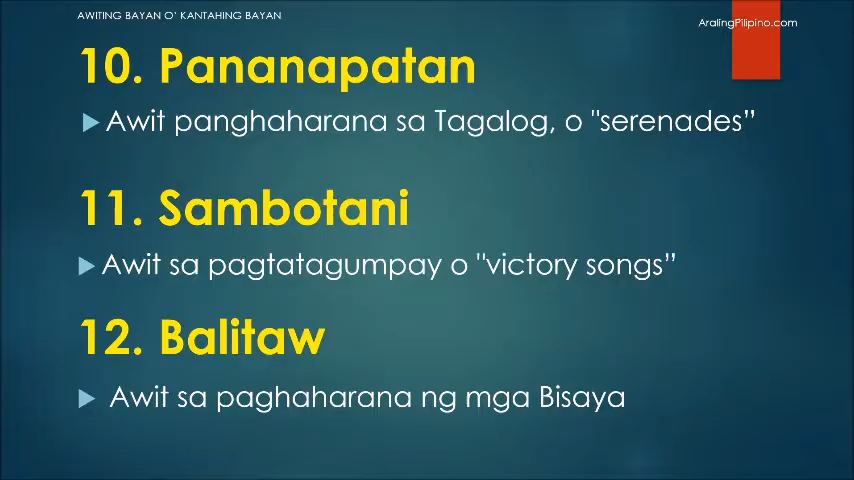 AWITING BAYAN O' KANTAHING BAYAN
AralingPilipino.com
10. Pananapatan
Awit panghaharana sa Tagalog, o "serenades”
11. Sambotani
Awit sa pagtatagumpay o "victory songs”
12. Balitaw
Awit sa paghaharana ng mga Bisaya